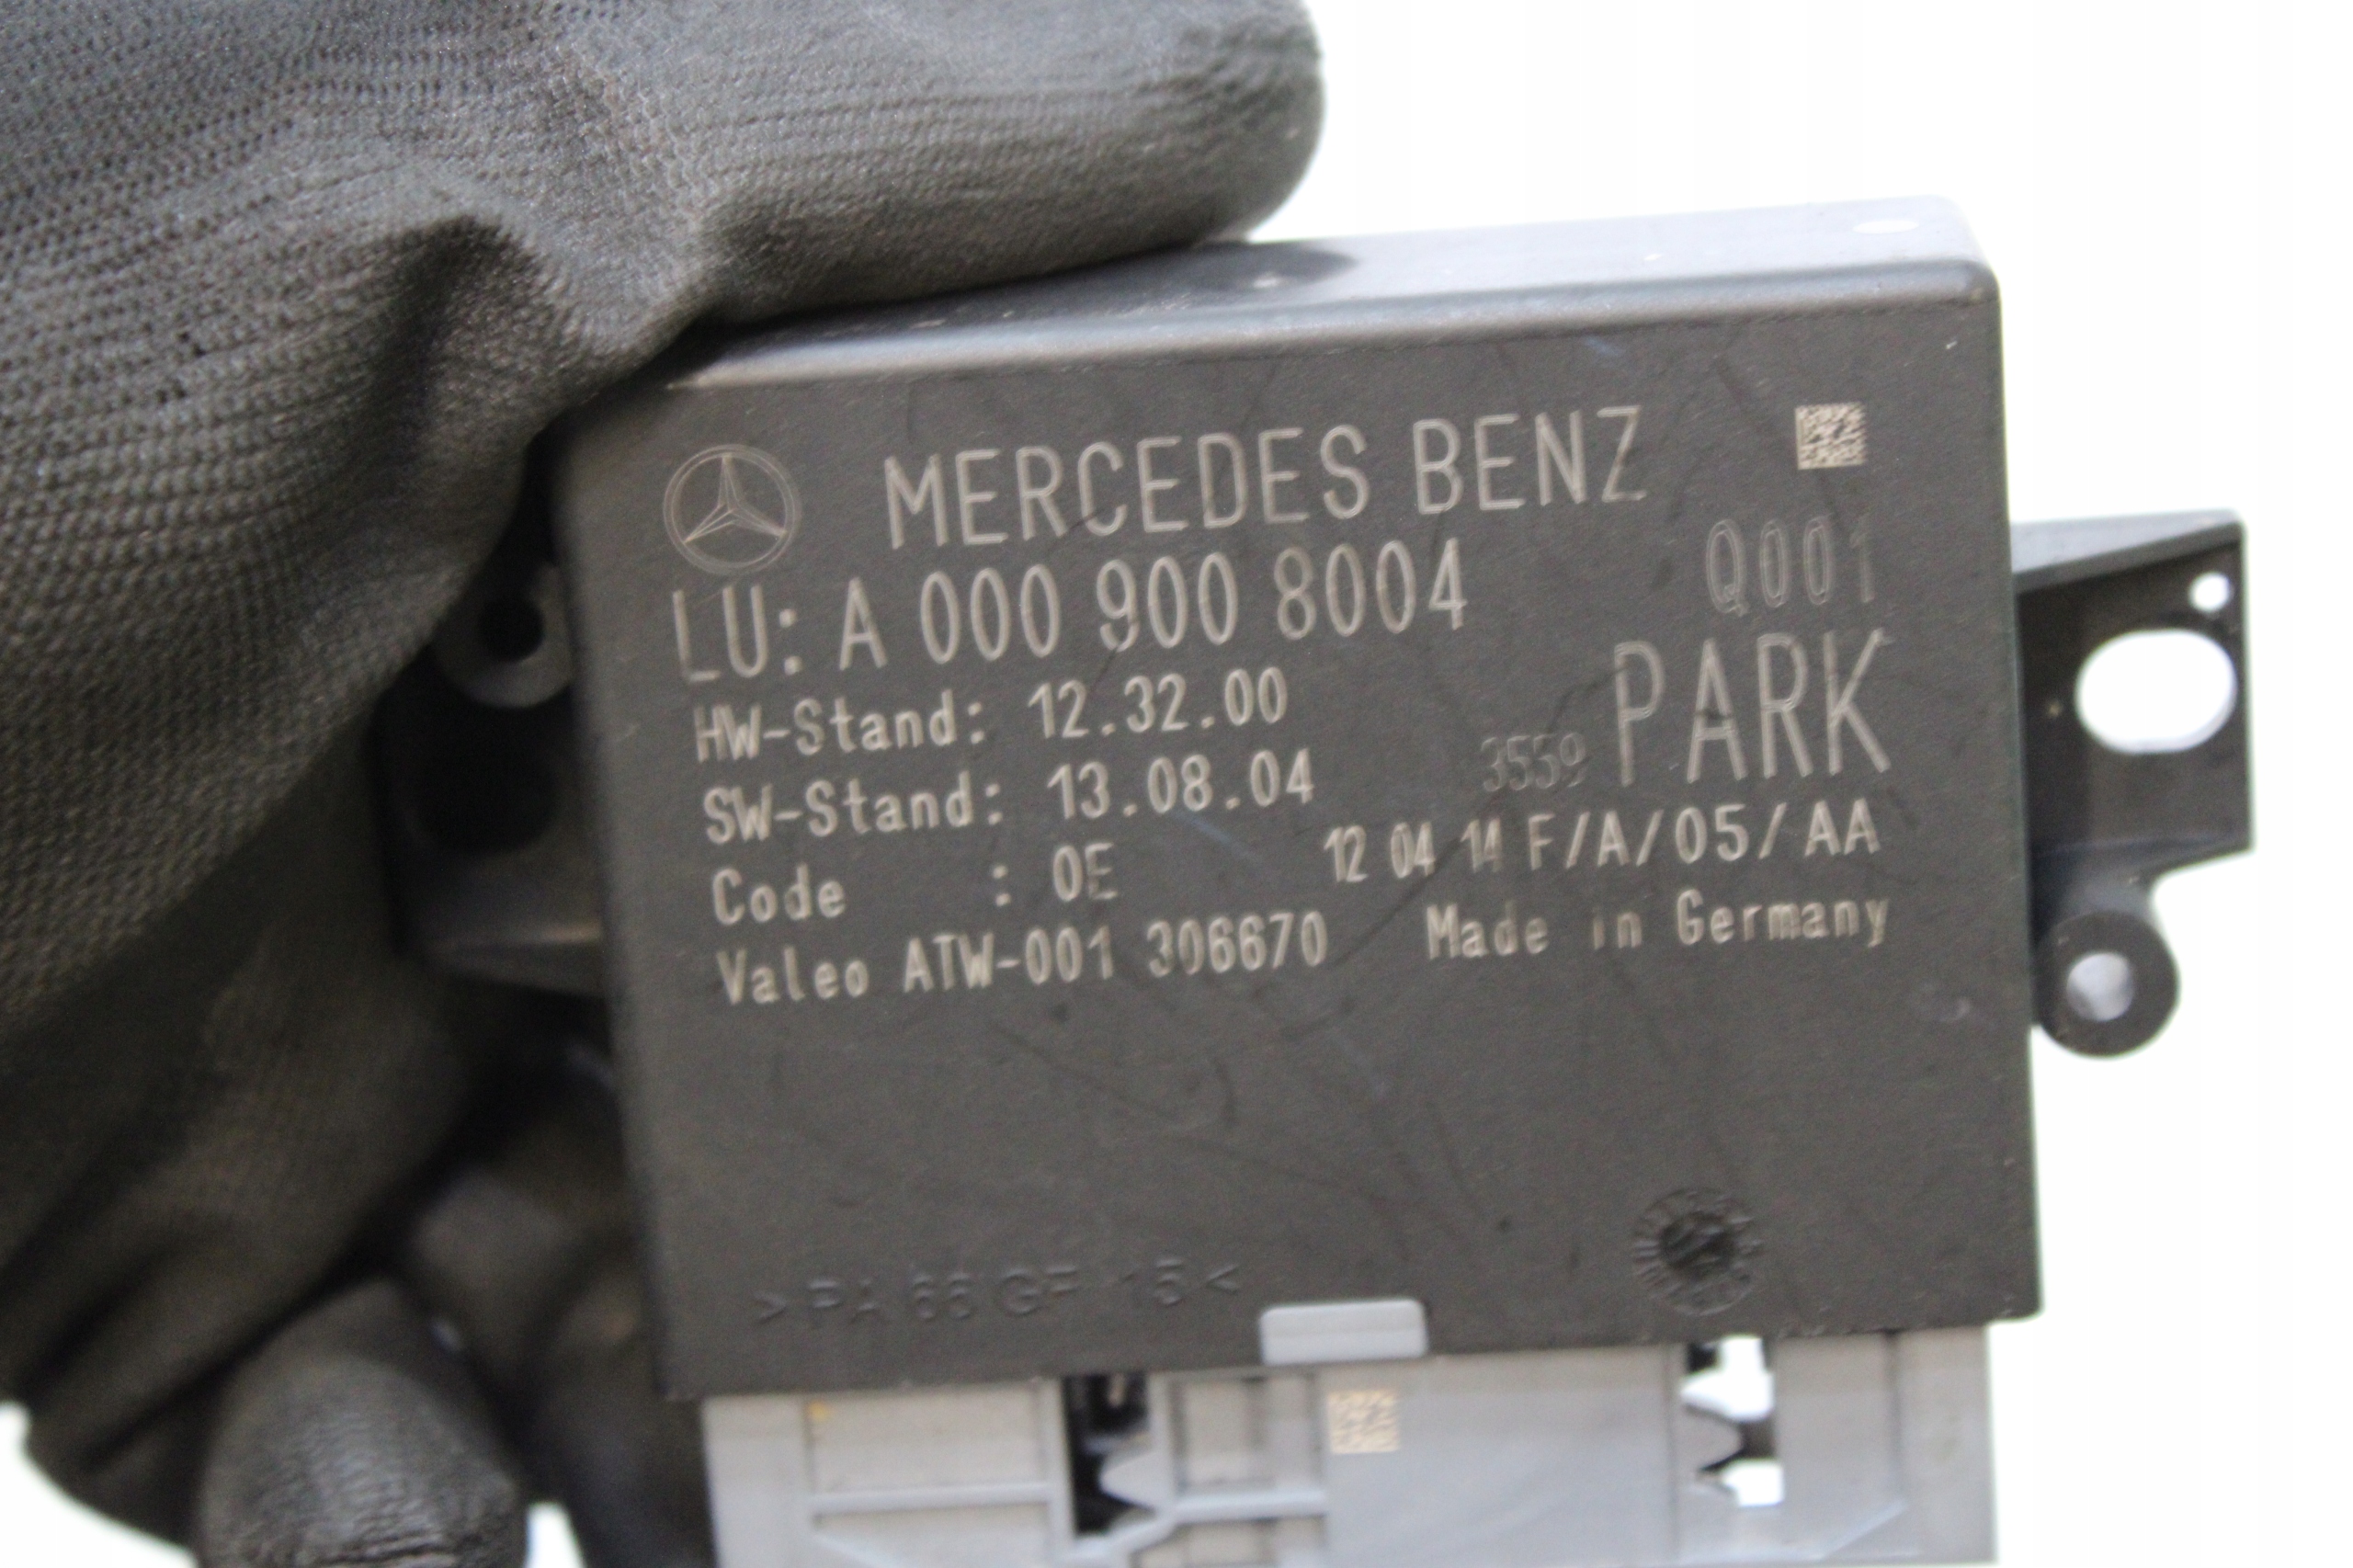 MERCEDES BENZ
LU: A 000 900 8004
Q001
HW-Stand: 12.32.00
3559 PARK
SW-Stand: 13.08.04
Code : 0E
12 04 14 F/A/05/AA
Valeo ATW-001 306670
Made in Germany
>PA 66 GF 15<